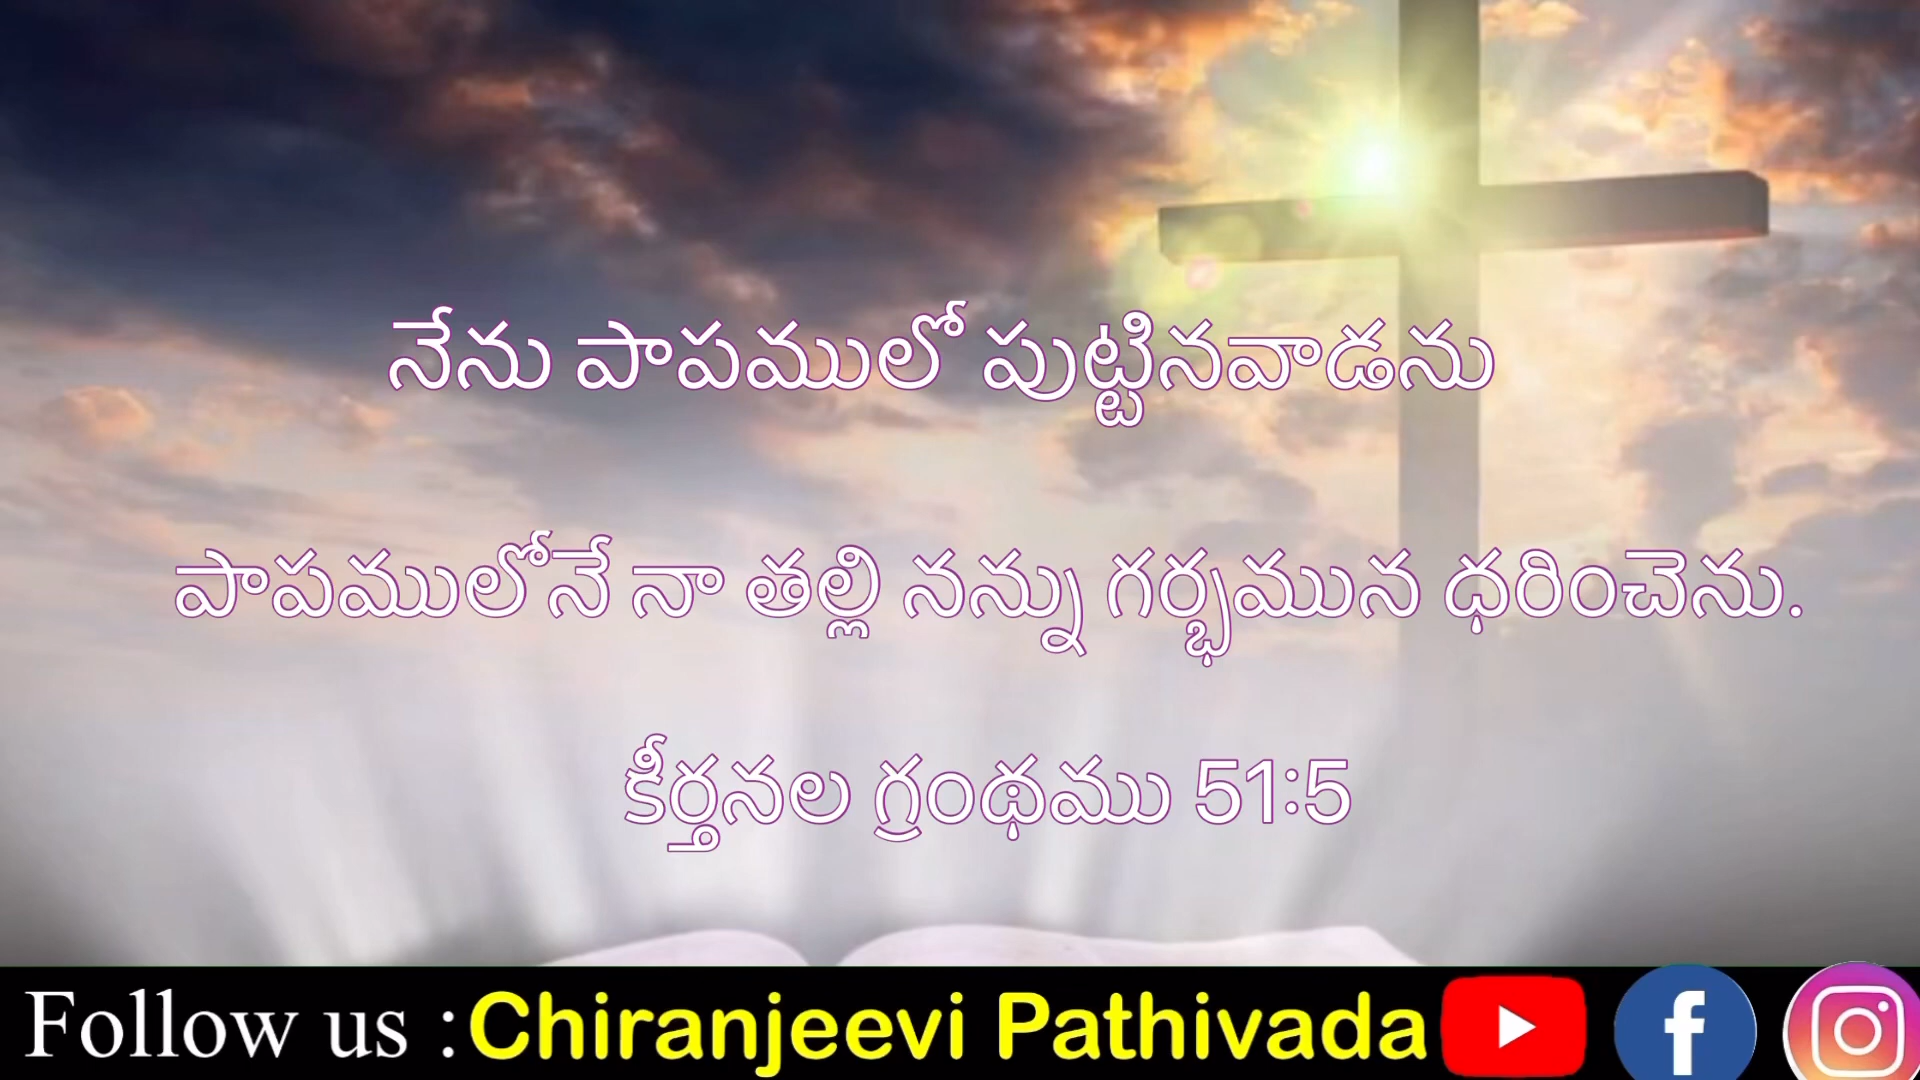 నేను పాపములో పుట్టినవాడను
పాపములోనే నా తల్లి నన్ను గర్భమున ధరించెను.
కీర్తనల గ్రంథము 51:5
Follow us : Chiranjeevi Pathivada